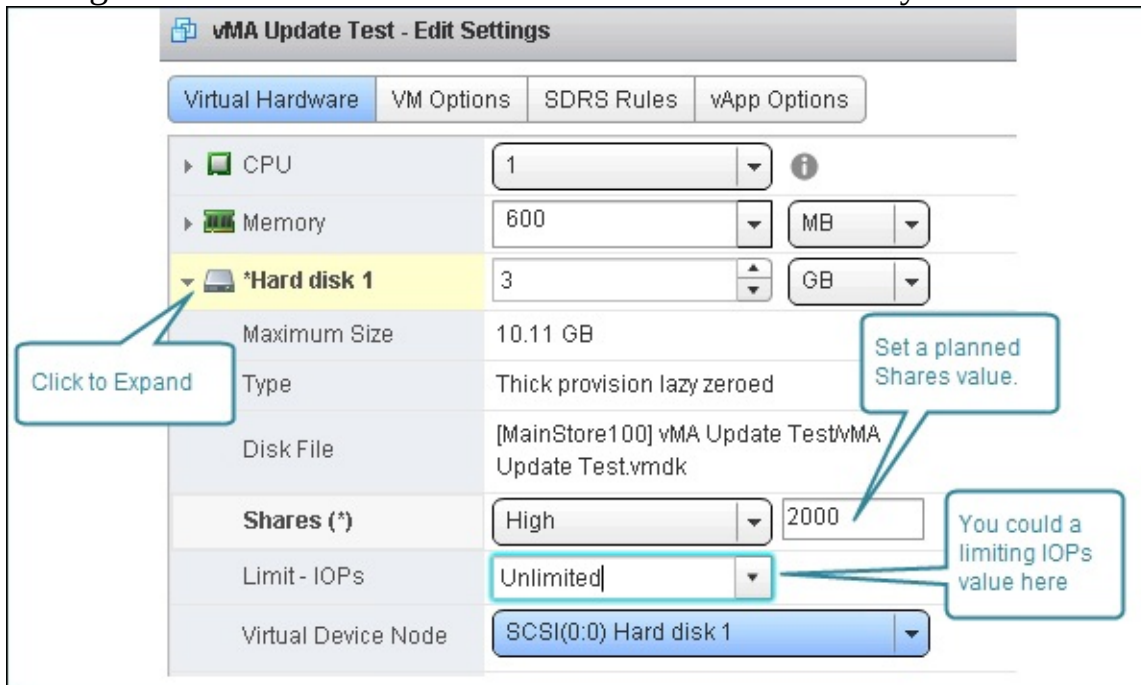 vMA Update Test - Edit Settings
Virtual Hardware VM Options SDRS Rules vApp Options
CPU 1
Memory 600 MB
*Hard disk 1 3 GB
Maximum Size 10.11 GB
Click to Expand
Set a planned
Shares value.
Type Thick provision lazy zeroed
Disk File [MainStore100] vMA Update Test/vMA
Update Test.vmdk
Shares (*) High 2000
You could a
limiting IOPs
value here
Limit - IOPs Unlimited
Virtual Device Node SCSI(0:0) Hard disk 1